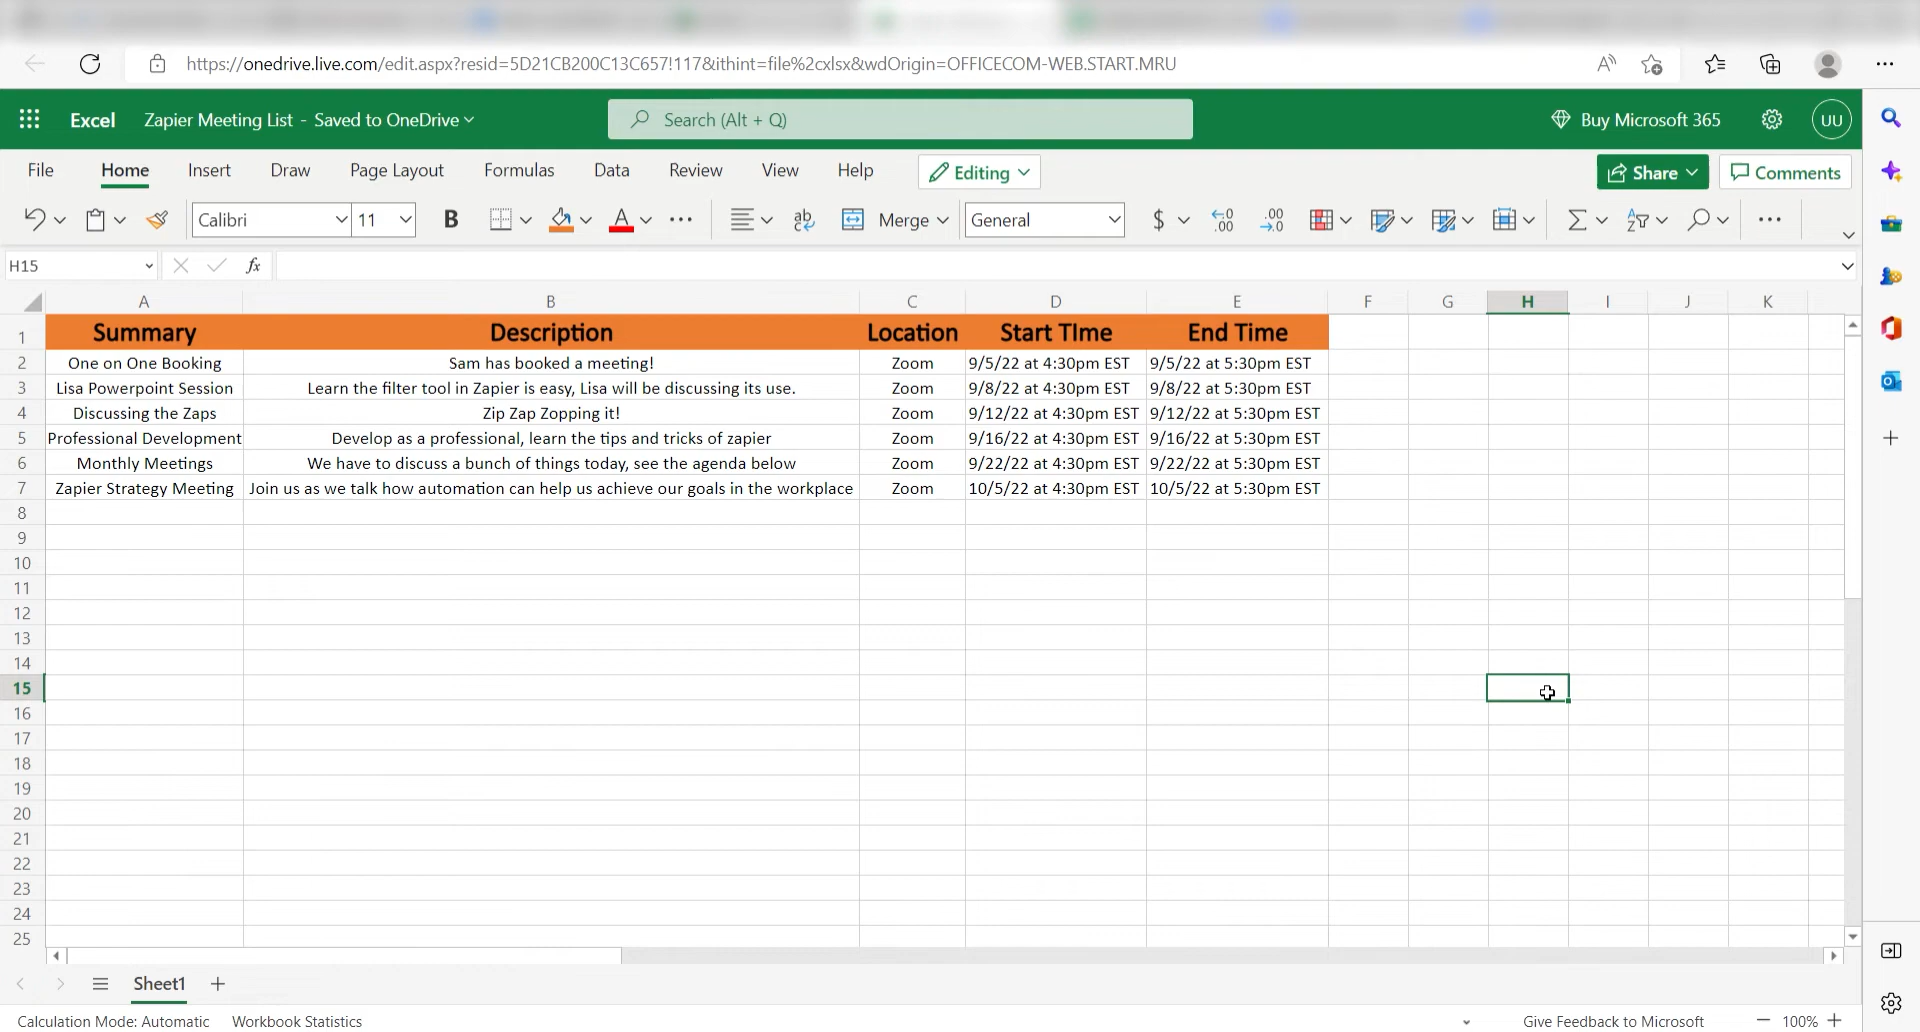 https://onedrive.live.com/edit.aspx?resid=5D21CB200C13C657!117&ithint=file%2cxlsx&wdOrigin=OFFICECOM-WEB.START.MRU
Excel Zapier Meeting List - Saved to OneDrive Search (Alt + Q) Buy Microsoft 365 UU
File Home Insert Draw Page Layout Formulas Data Review View Help Editing Share Comments
Calibri 11 B A ab c Merge General $ .00 .0 .00
H15 fx
A B C D E F G H I J K
1 Summary Description Location Start TIme End Time
2 One on One Booking Sam has booked a meeting! Zoom 9/5/22 at 4:30pm EST 9/5/22 at 5:30pm EST
3 Lisa Powerpoint Session Learn the filter tool in Zapier is easy, Lisa will be discussing its use. Zoom 9/8/22 at 4:30pm EST 9/8/22 at 5:30pm EST
4 Discussing the Zaps Zip Zap Zopping it! Zoom 9/12/22 at 4:30pm EST 9/12/22 at 5:30pm EST
5 Professional Development Develop as a professional, learn the tips and tricks of zapier Zoom 9/16/22 at 4:30pm EST 9/16/22 at 5:30pm EST
6 Monthly Meetings We have to discuss a bunch of things today, see the agenda below Zoom 9/22/22 at 4:30pm EST 9/22/22 at 5:30pm EST
7 Zapier Strategy Meeting Join us as we talk how automation can help us achieve our goals in the workplace Zoom 10/5/22 at 4:30pm EST 10/5/22 at 5:30pm EST
8
9
10
11
12
13
14
15
16
17
18
19
20
21
22
23
24
25
Sheet1
Calculation Mode: Automatic Workbook Statistics Give Feedback to Microsoft 100%